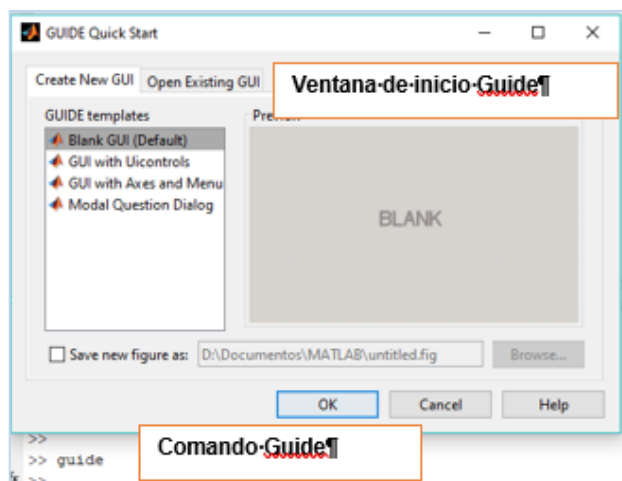 GUIDE Quick Start
Create New GUI Open Existing GUI
Ventana·de·inicio·Guide¶
GUIDE templates
Blank GUI (Default)
GUI with Uicontrols
GUI with Axes and Menu
Modal Question Dialog
BLANK
Save new figure as: D:\Documentos\MATLAB\untitled.fig Browse...
OK Cancel Help
>>
Comando·Guide¶
>> guide
fx >>